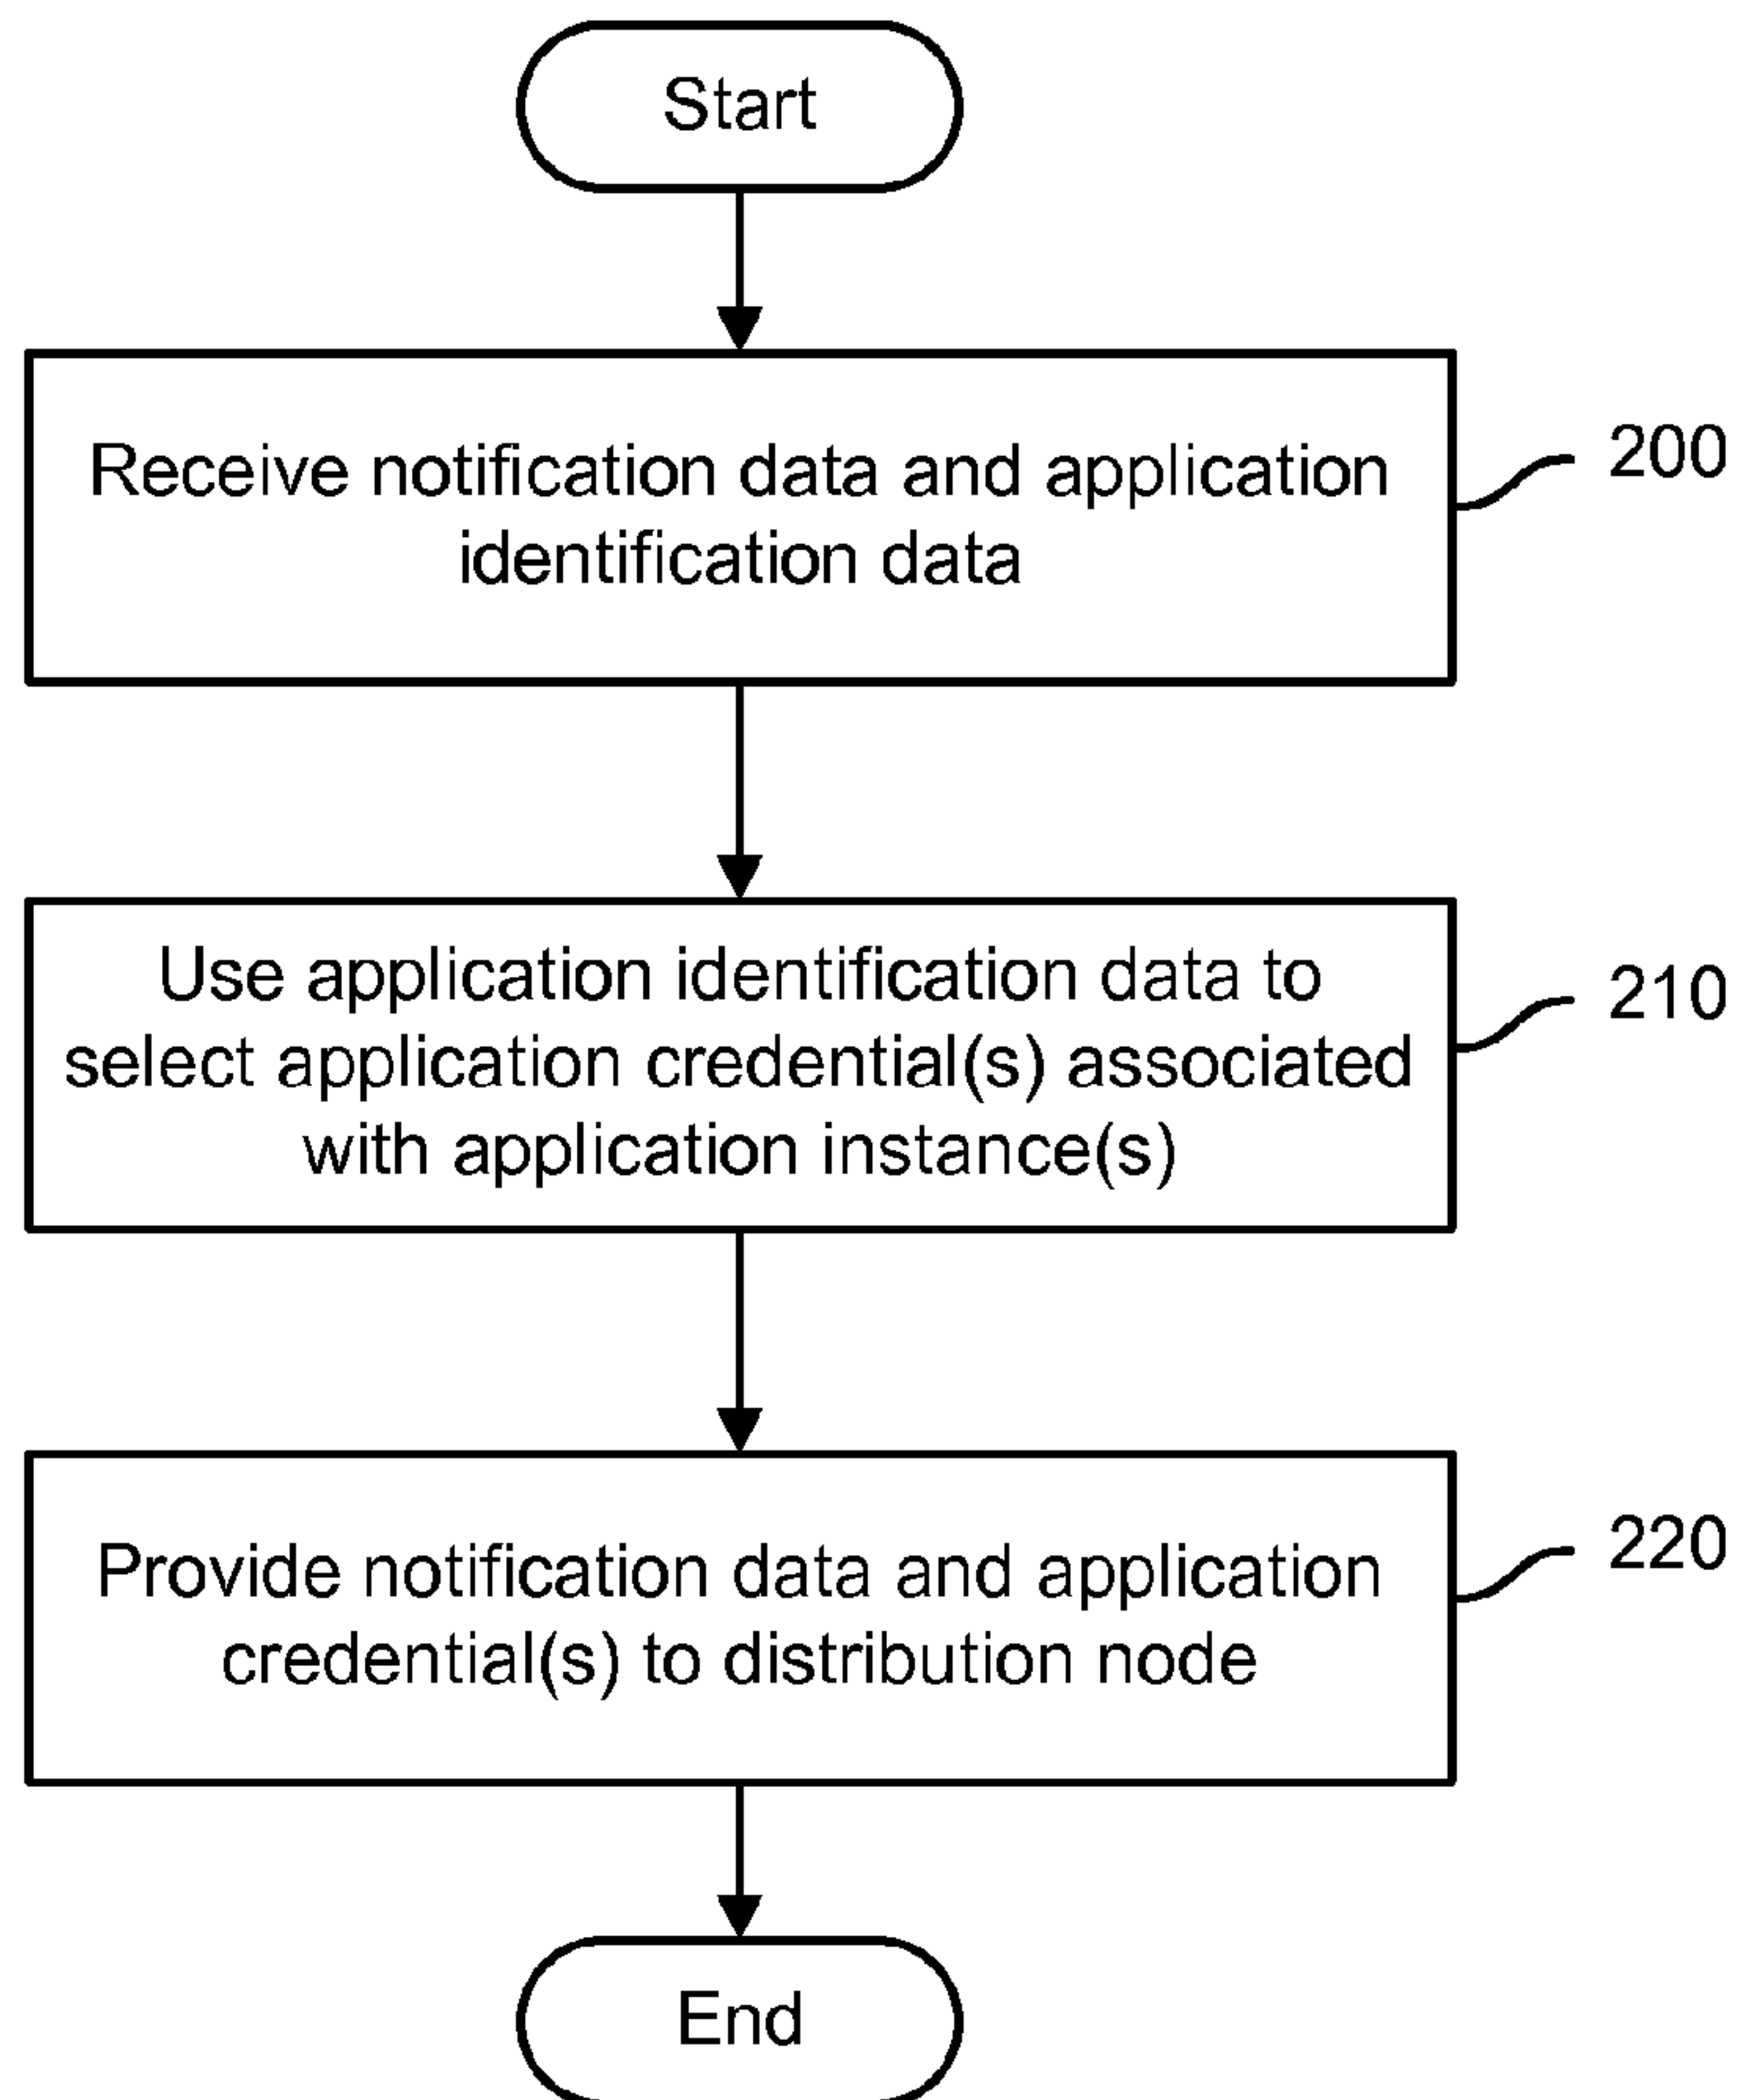 Start
Receive notification data and application
identification data
200
Use application identification data to
select application credential(s) associated
with application instance(s)
210
Provide notification data and application
credential(s) to distribution node
220
End